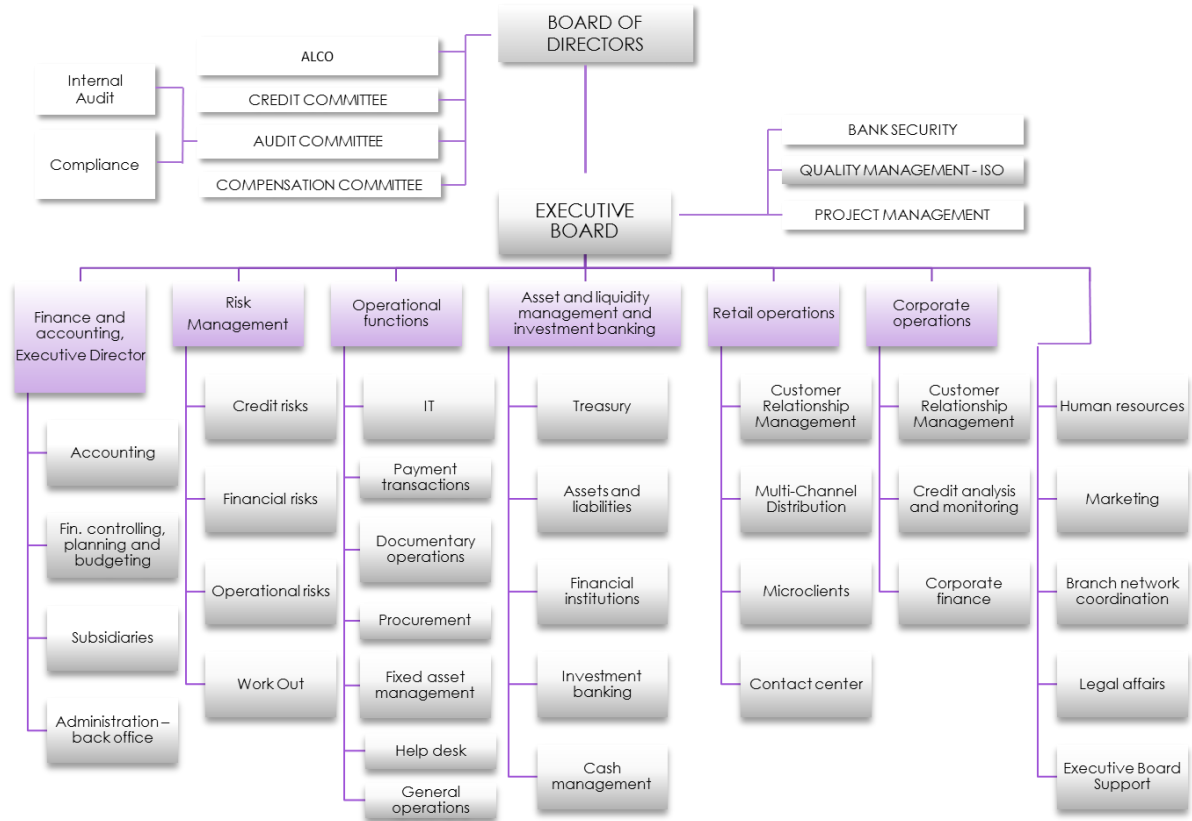 BOARD OF
DIRECTORS
ALCO
Internal
Audit
CREDIT COMMITTEE
AUDIT COMMITTEE
Compliance
COMPENSATION COMMITTEE
BANK SECURITY
QUALITY MANAGEMENT - ISO
PROJECT MANAGEMENT
EXECUTIVE
BOARD
Finance and
accounting,
Executive Director
Risk
Management
Operational
functions
Asset and liquidity
management and
investment banking
Retail operations
Corporate
operations
Accounting
Fin. controlling,
planning and
budgeting
Subsidiaries
Administration –
back office
Credit risks
Financial risks
Operational risks
Work Out
IT
Payment
transactions
Documentary
operations
Procurement
Fixed asset
management
Help desk
General
operations
Treasury
Assets and
liabilities
Financial
institutions
Investment
banking
Cash
management
Customer
Relationship
Management
Multi-Channel
Distribution
Microclients
Contact center
Customer
Relationship
Management
Credit analysis
and monitoring
Corporate
finance
Human resources
Marketing
Branch network
coordination
Legal affairs
Executive Board
Support